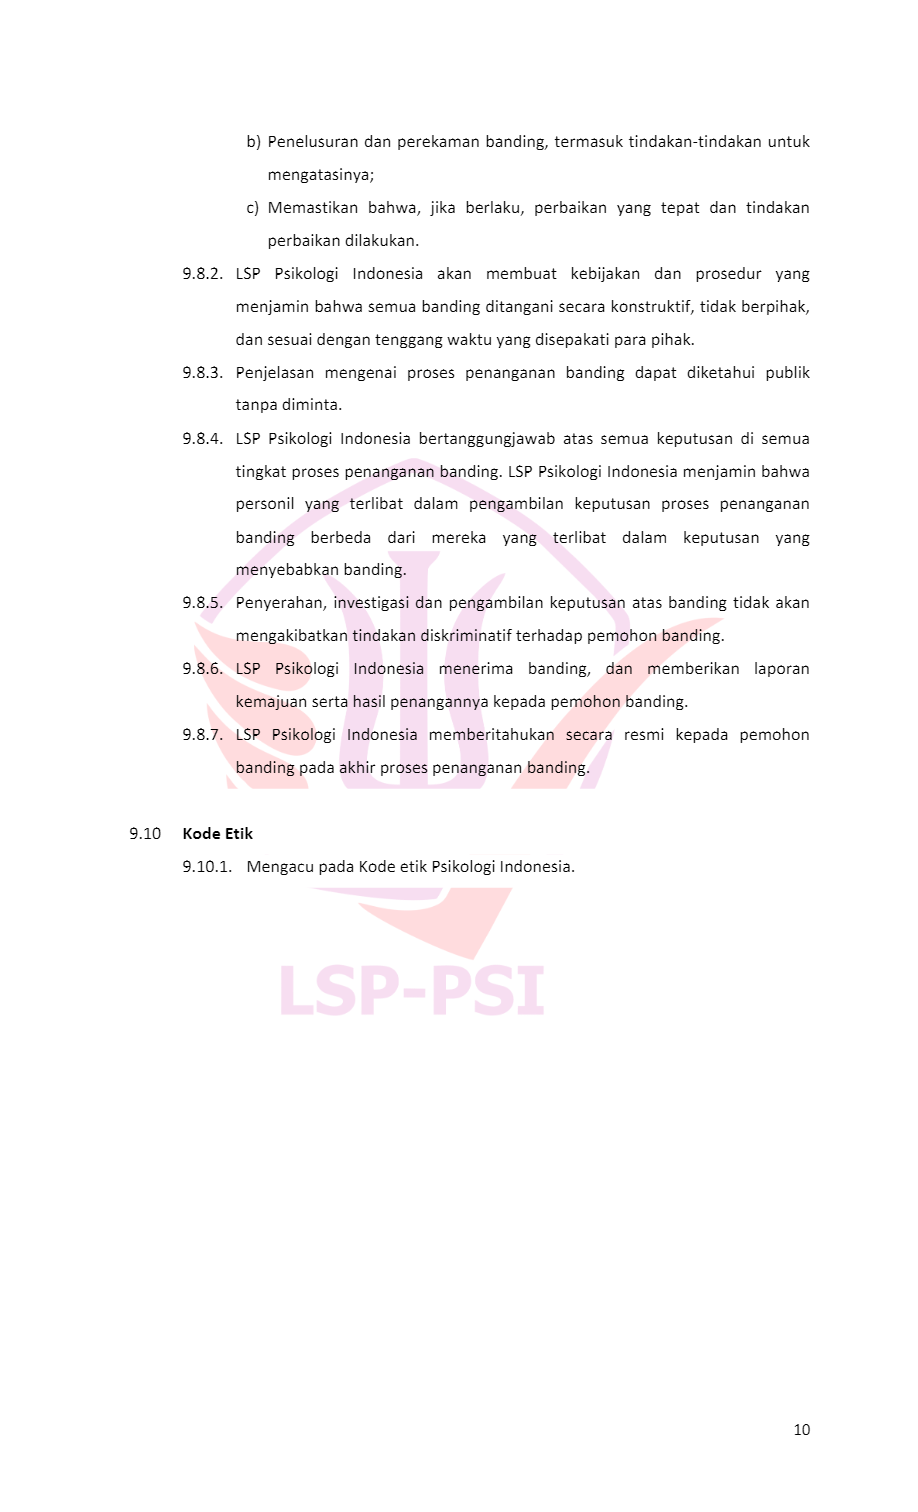 b) Penelusuran dan perekaman banding, termasuk tindakan-tindakan untuk
mengatasinya;
c) Memastikan bahwa, jika berlaku, perbaikan yang tepat dan tindakan
perbaikan dilakukan.
9.8.2. LSP Psikologi Indonesia akan membuat kebijakan dan prosedur yang
menjamin bahwa semua banding ditangani secara konstruktif, tidak berpihak,
dan sesuai dengan tenggang waktu yang disepakati para pihak.
9.8.3. Penjelasan mengenai proses penanganan banding dapat diketahui publik
tanpa diminta.
9.8.4. LSP Psikologi Indonesia bertanggungjawab atas semua keputusan di semua
tingkat proses penanganan banding. LSP Psikologi Indonesia menjamin bahwa
personil yang terlibat dalam pengambilan keputusan proses penanganan
banding berbeda dari mereka yang terlibat dalam keputusan yang
menyebabkan banding.
9.8.5. Penyerahan, investigasi dan pengambilan keputusan atas banding tidak akan
mengakibatkan tindakan diskriminatif terhadap pemohon banding.
9.8.6. LSP Psikologi Indonesia menerima banding, dan memberikan laporan
kemajuan serta hasil penangannya kepada pemohon banding.
9.8.7. LSP Psikologi Indonesia memberitahukan secara resmi kepada pemohon
banding pada akhir proses penanganan banding.
9.10 Kode Etik
9.10.1. Mengacu pada Kode etik Psikologi Indonesia.
LSP-PSI
10